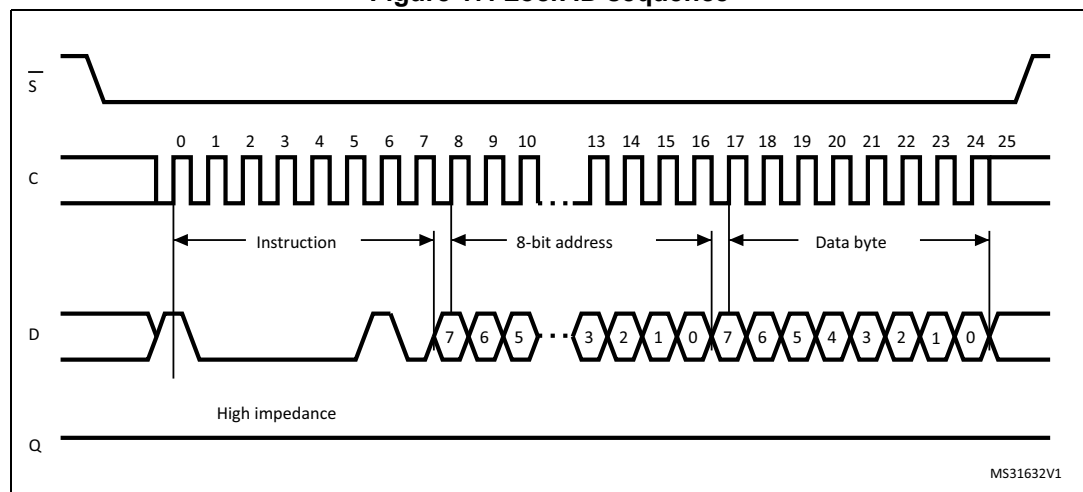 Figure Lock ID sequence
S
0 1 2 3 4 5 6 7 8 9 10 13 14 15 16 17 18 19 20 21 22 23 24 25
C
Instruction 8-bit address Data byte
D
7 6 5 3 2 1 0 7 6 5 4 3 2 1 0
High impedance
Q
MS31632V1